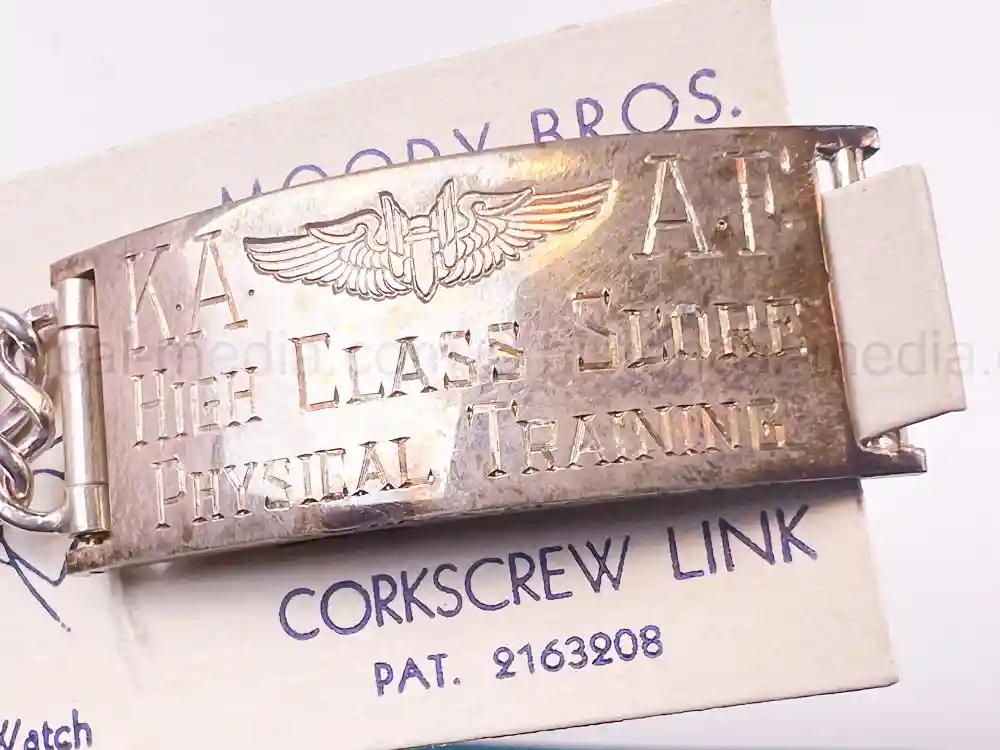 MOODY BROS.
K.A. A.F.
HIGH CLASS SCORE
PHYSICAL TRAINING
CORKSCREW LINK
PAT. 2163208
Watch